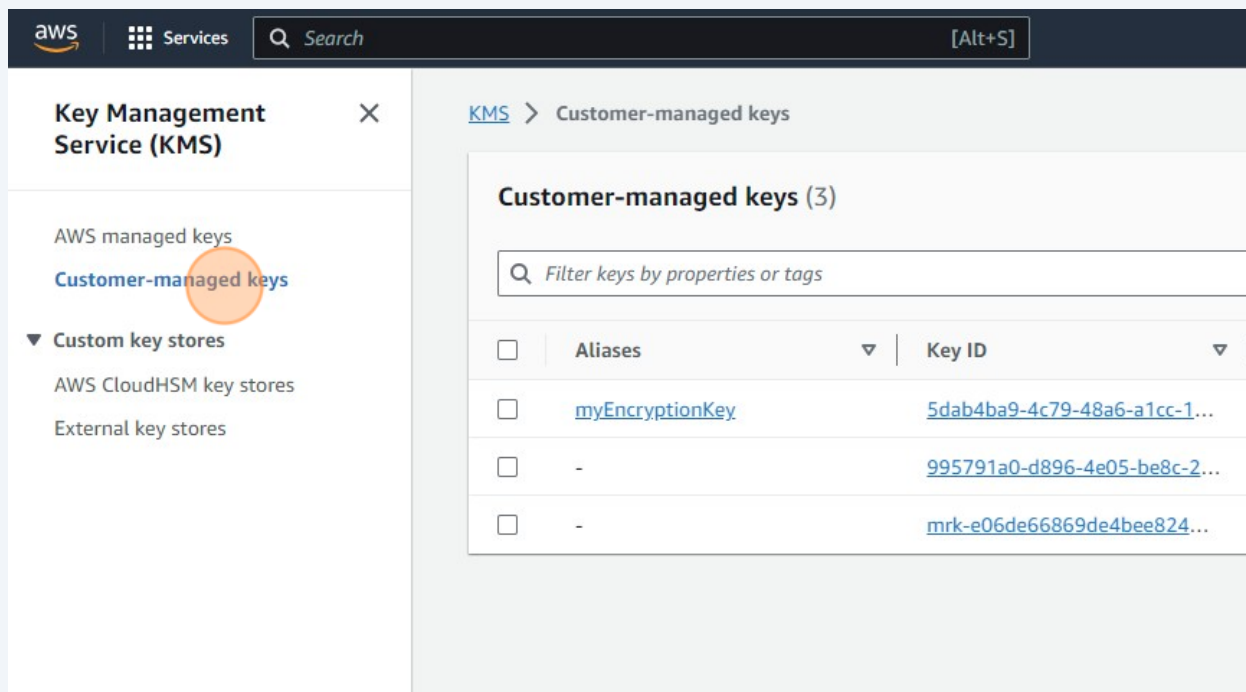 aws Services Search [Alt+S]
Key Management
Service (KMS)
AWS managed keys
Customer-managed keys
Custom key stores
AWS CloudHSM key stores
External key stores
KMS > Customer-managed keys
Customer-managed keys (3)
Filter keys by properties or tags
Aliases Key ID
myEncryptionKey 5dab4ba9-4c79-48a6-a1cc-1...
- 995791a0-d896-4e05-be8c-2...
- mrk-e06de66869de4bee824...